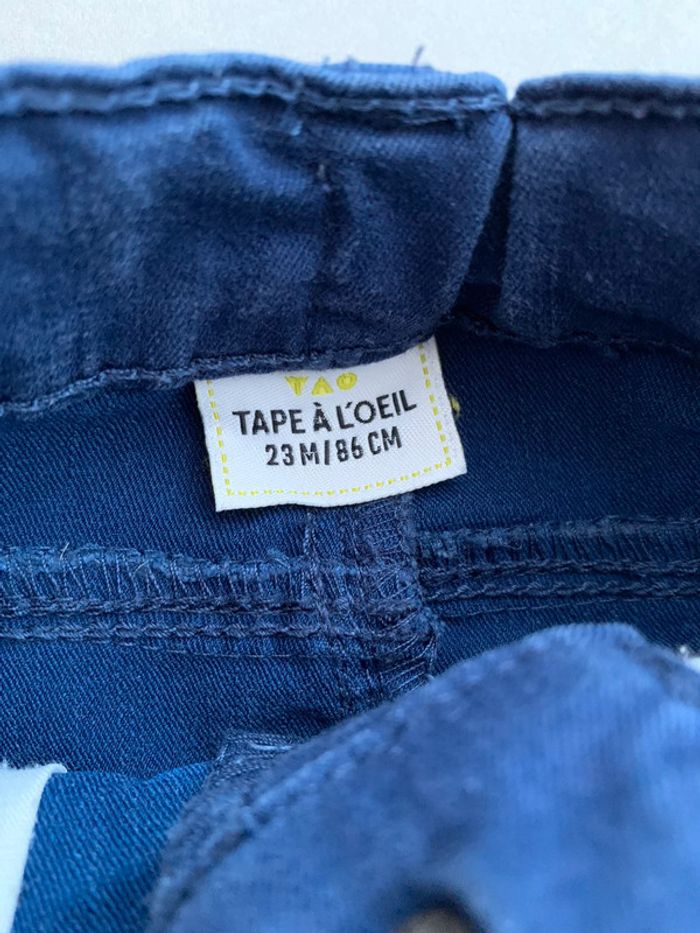 TAO
TAPE À L'OEIL
23 M/86 CM